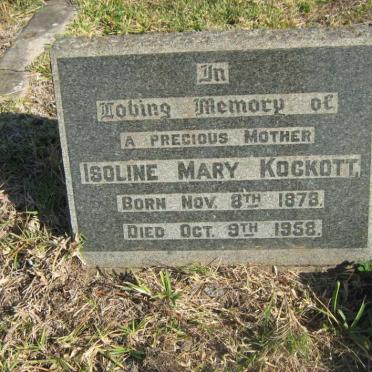 In
Loving Memory of
A PRECIOUS MOTHER
ISOLINE MARY KOCKOTT,
BORN NOV. 8TH 1878.
DIED OCT. 9TH 1958.